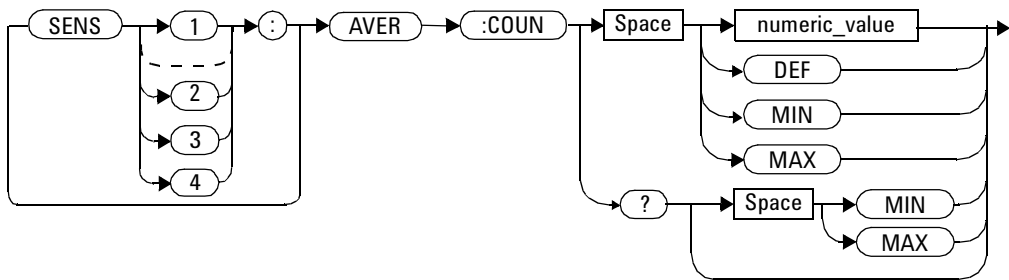 SENS 1 : AVER :COUN Space numeric_value
2 DEF
3 MIN
4 MAX
? Space MIN
MAX